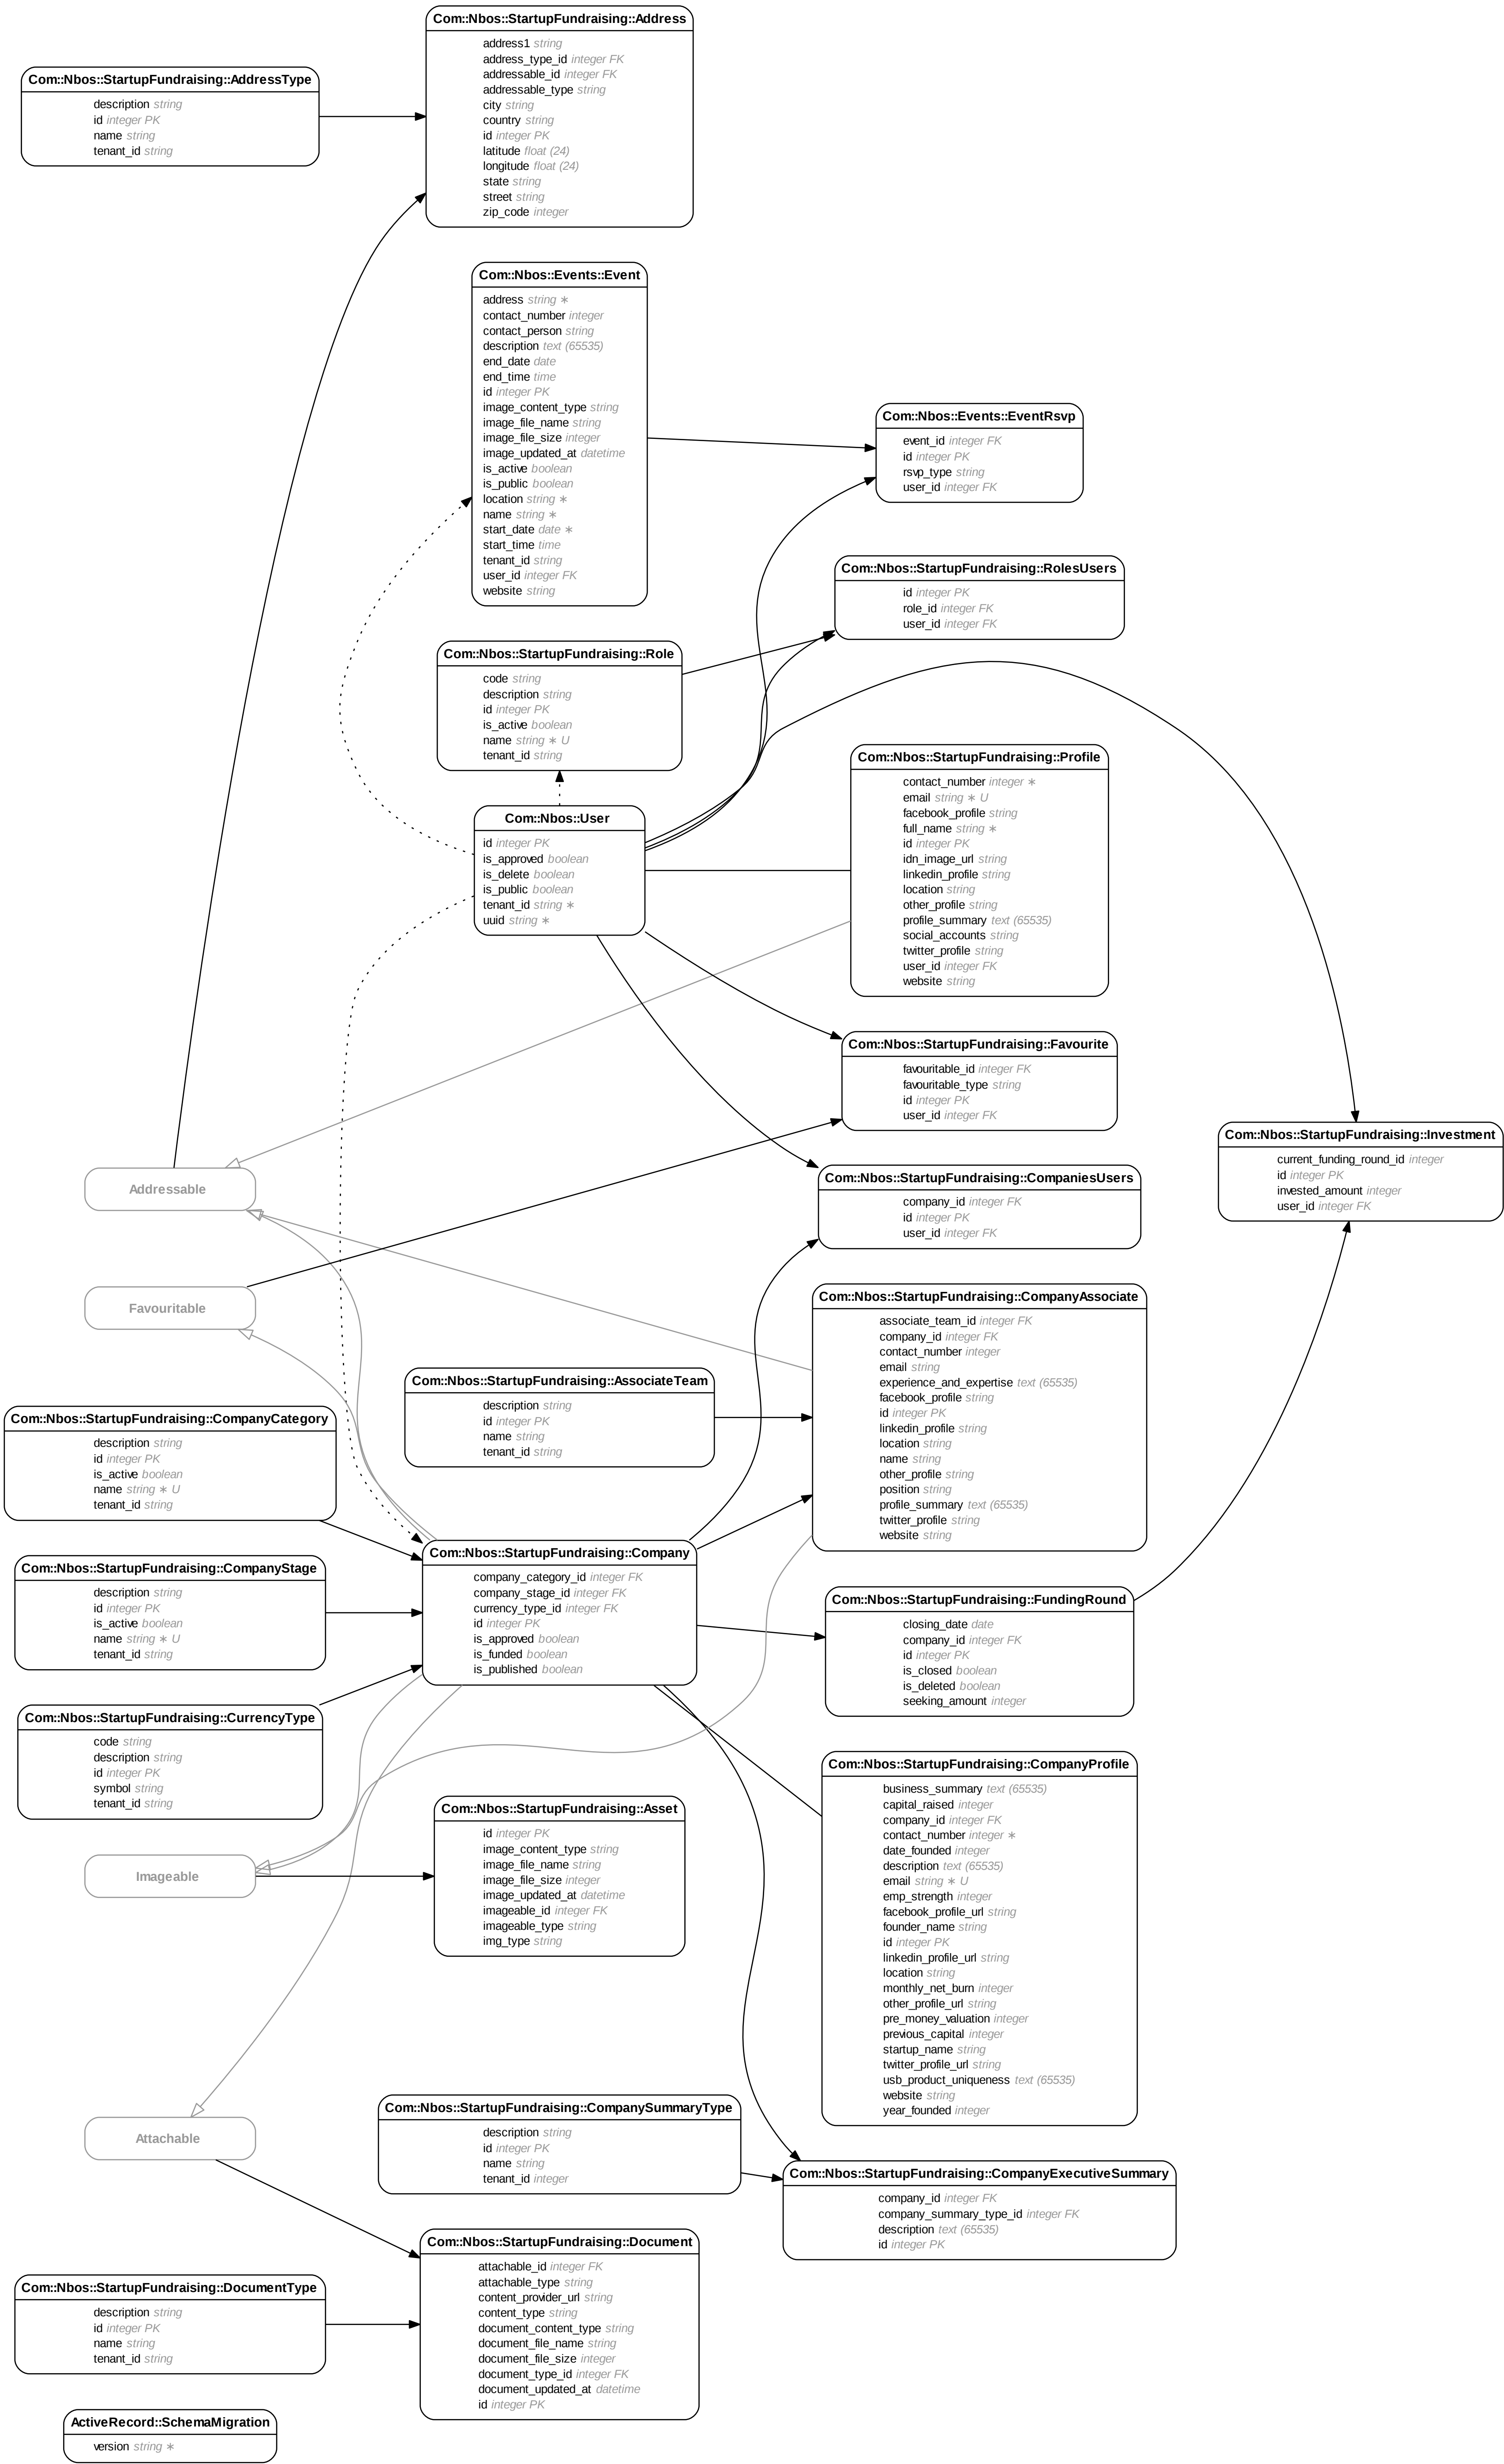 Com::Nbos::StartupFundraising::Address
address1 string
address_type_id integer FK
addressable_id integer FK
addressable_type string
city string
country string
id integer PK
latitude float (24)
longitude float (24)
state string
street string
zip_code integer
Com::Nbos::StartupFundraising::AddressType
description string
id integer PK
name string
tenant_id string
Com::Nbos::Events::Event
address string ∗
contact_number integer
contact_person string
description text (65535)
end_date date
end_time time
id integer PK
image_content_type string
image_file_name string
image_file_size integer
image_updated_at datetime
is_active boolean
is_public boolean
location string ∗
name string ∗
start_date date ∗
start_time time
tenant_id string
user_id integer FK
website string
Com::Nbos::Events::EventRsvp
event_id integer FK
id integer PK
rsvp_type string
user_id integer FK
Com::Nbos::StartupFundraising::RolesUsers
id integer PK
role_id integer FK
user_id integer FK
Com::Nbos::StartupFundraising::Role
code string
description string
id integer PK
is_active boolean
name string ∗ U
tenant_id string
Com::Nbos::StartupFundraising::Profile
contact_number integer ∗
email string ∗ U
facebook_profile string
full_name string ∗
id integer PK
idn_image_url string
linkedin_profile string
location string
other_profile string
profile_summary text (65535)
social_accounts string
twitter_profile string
user_id integer FK
website string
Com::Nbos::User
id integer PK
is_approved boolean
is_delete boolean
is_public boolean
tenant_id string ∗
uuid string ∗
Com::Nbos::StartupFundraising::Favourite
favouritable_id integer FK
favouritable_type string
id integer PK
user_id integer FK
Com::Nbos::StartupFundraising::Investment
current_funding_round_id integer
id integer PK
invested_amount integer
user_id integer FK
Addressable
Com::Nbos::StartupFundraising::CompaniesUsers
company_id integer FK
id integer PK
user_id integer FK
Favouritable
Com::Nbos::StartupFundraising::CompanyAssociate
associate_team_id integer FK
company_id integer FK
contact_number integer
email string
experience_and_expertise text (65535)
facebook_profile string
id integer PK
linkedin_profile string
location string
name string
other_profile string
position string
profile_summary text (65535)
twitter_profile string
website string
Com::Nbos::StartupFundraising::AssociateTeam
description string
id integer PK
name string
tenant_id string
Com::Nbos::StartupFundraising::CompanyCategory
description string
id integer PK
is_active boolean
name string ∗ U
tenant_id string
Com::Nbos::StartupFundraising::Company
company_category_id integer FK
company_stage_id integer FK
currency_type_id integer FK
id integer PK
is_approved boolean
is_funded boolean
is_published boolean
Com::Nbos::StartupFundraising::CompanyStage
description string
id integer PK
is_active boolean
name string ∗ U
tenant_id string
Com::Nbos::StartupFundraising::FundingRound
closing_date date
company_id integer FK
id integer PK
is_closed boolean
is_deleted boolean
seeking_amount integer
Com::Nbos::StartupFundraising::CurrencyType
code string
description string
id integer PK
symbol string
tenant_id string
Com::Nbos::StartupFundraising::CompanyProfile
business_summary text (65535)
capital_raised integer
company_id integer FK
contact_number integer ∗
date_founded integer
description text (65535)
email string ∗ U
emp_strength integer
facebook_profile_url string
founder_name string
id integer PK
linkedin_profile_url string
location string
monthly_net_burn integer
other_profile_url string
pre_money_valuation integer
previous_capital integer
startup_name string
twitter_profile_url string
usb_product_uniqueness text (65535)
website string
year_founded integer
Com::Nbos::StartupFundraising::Asset
id integer PK
image_content_type string
image_file_name string
image_file_size integer
image_updated_at datetime
imageable_id integer FK
imageable_type string
img_type string
Imageable
Attachable
Com::Nbos::StartupFundraising::CompanySummaryType
description string
id integer PK
name string
tenant_id integer
Com::Nbos::StartupFundraising::CompanyExecutiveSummary
company_id integer FK
company_summary_type_id integer FK
description text (65535)
id integer PK
Com::Nbos::StartupFundraising::Document
attachable_id integer FK
attachable_type string
content_provider_url string
content_type string
document_content_type string
document_file_name string
document_file_size integer
document_type_id integer FK
document_updated_at datetime
id integer PK
Com::Nbos::StartupFundraising::DocumentType
description string
id integer PK
name string
tenant_id string
ActiveRecord::SchemaMigration
version string ∗